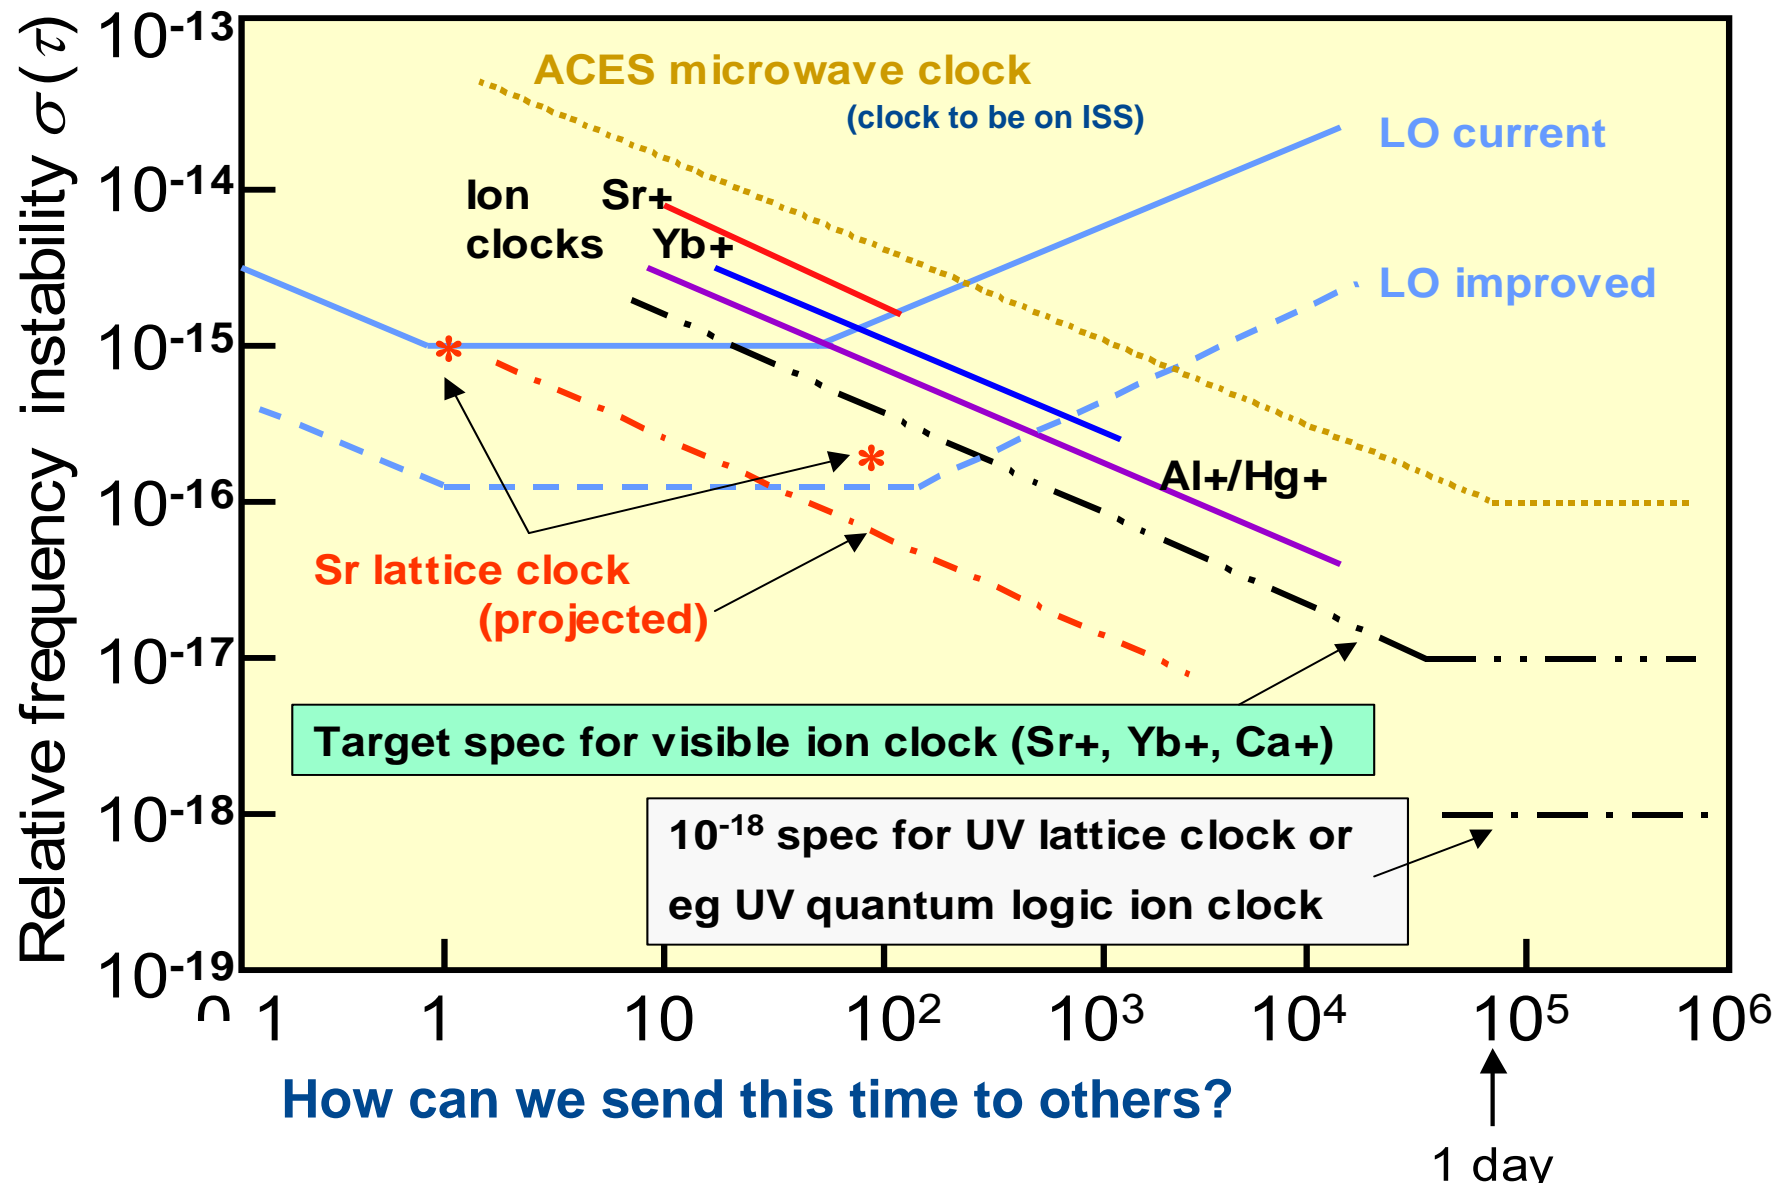 Relative frequency instability σ(τ)
10-13
10-14
10-15
10-16
10-17
10-18
10-19
ACES microwave clock
(clock to be on ISS)
LO current
LO improved
Ion Sr+
clocks Yb+
Al+/Hg+
*
*
Sr lattice clock
(projected)
Target spec for visible ion clock (Sr+, Yb+, Ca+)
10-18 spec for UV lattice clock or
eg UV quantum logic ion clock
0 1 1 10 102 103 104 105 106
How can we send this time to others?
1 day